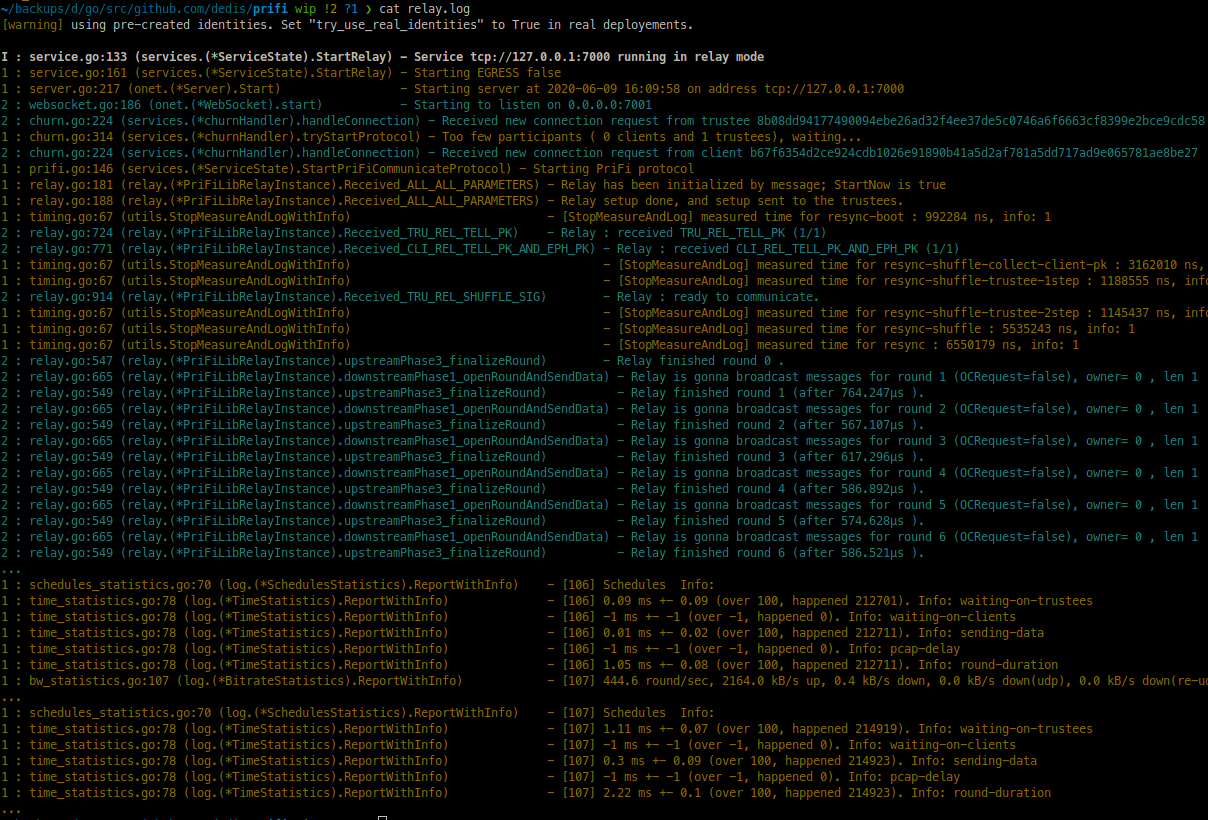 ~/backups/d/go/src/github.com/dedis/prifi wip !2 ?1 ❯ cat relay.log
[warning] using pre-created identities. Set "try_use_real_identities" to True in real deployements.
I : service.go:133 (services.(*ServiceState).StartRelay) - Service tcp://127.0.0.1:7000 running in relay mode
1 : service.go:161 (services.(*ServiceState).StartRelay) - Starting EGRESS false
1 : server.go:217 (onet.(*Server).Start) - Starting server at 2020-06-09 16:09:58 on address tcp://127.0.0.1:7000
2 : websocket.go:186 (onet.(*WebSocket).start) - Starting to listen on 0.0.0.0:7001
2 : churn.go:224 (services.(*churnHandler).handleConnection) - Received new connection request from trustee 8b08dd94177490094ebe26ad32f4ee37de5c0746a6f6663cf8399e2bce9cdc58
1 : churn.go:314 (services.(*churnHandler).tryStartProtocol) - Too few participants ( 0 clients and 1 trustees), waiting...
2 : churn.go:224 (services.(*churnHandler).handleConnection) - Received new connection request from client b67f6354d2ce924cdb1026e91890b41a5d2af781a5dd717ad9e065781ae8be27
1 : prifi.go:146 (services.(*ServiceState).StartPriFiCommunicateProtocol) - Starting PriFi protocol
1 : relay.go:181 (relay.(*PriFiLibRelayInstance).Received_ALL_ALL_PARAMETERS) - Relay has been initialized by message; StartNow is true
1 : relay.go:188 (relay.(*PriFiLibRelayInstance).Received_ALL_ALL_PARAMETERS) - Relay setup done, and setup sent to the trustees.
1 : timing.go:67 (utils.StopMeasureAndLogWithInfo) - [StopMeasureAndLog] measured time for resync-boot : 992284 ns, info: 1
2 : relay.go:724 (relay.(*PriFiLibRelayInstance).Received_TRU_REL_TELL_PK) - Relay : received TRU_REL_TELL_PK (1/1)
2 : relay.go:771 (relay.(*PriFiLibRelayInstance).Received_CLI_REL_TELL_PK_AND_EPH_PK) - Relay : received CLI_REL_TELL_PK_AND_EPH_PK (1/1)
1 : timing.go:67 (utils.StopMeasureAndLogWithInfo) - [StopMeasureAndLog] measured time for resync-shuffle-collect-client-pk : 3162010 ns,
1 : timing.go:67 (utils.StopMeasureAndLogWithInfo) - [StopMeasureAndLog] measured time for resync-shuffle-trustee-1step : 1188555 ns, info
2 : relay.go:914 (relay.(*PriFiLibRelayInstance).Received_TRU_REL_SHUFFLE_SIG) - Relay : ready to communicate.
1 : timing.go:67 (utils.StopMeasureAndLogWithInfo) - [StopMeasureAndLog] measured time for resync-shuffle-trustee-2step : 1145437 ns, info
1 : timing.go:67 (utils.StopMeasureAndLogWithInfo) - [StopMeasureAndLog] measured time for resync-shuffle : 5535243 ns, info: 1
1 : timing.go:67 (utils.StopMeasureAndLogWithInfo) - [StopMeasureAndLog] measured time for resync : 6550179 ns, info: 1
2 : relay.go:547 (relay.(*PriFiLibRelayInstance).upstreamPhase3_finalizeRound) - Relay finished round 0 .
2 : relay.go:665 (relay.(*PriFiLibRelayInstance).downstreamPhase1_openRoundAndSendData) - Relay is gonna broadcast messages for round 1 (OCRequest=false), owner= 0 , len 1
2 : relay.go:549 (relay.(*PriFiLibRelayInstance).upstreamPhase3_finalizeRound) - Relay finished round 1 (after 764.247µs ).
2 : relay.go:665 (relay.(*PriFiLibRelayInstance).downstreamPhase1_openRoundAndSendData) - Relay is gonna broadcast messages for round 2 (OCRequest=false), owner= 0 , len 1
2 : relay.go:549 (relay.(*PriFiLibRelayInstance).upstreamPhase3_finalizeRound) - Relay finished round 2 (after 567.107µs ).
2 : relay.go:665 (relay.(*PriFiLibRelayInstance).downstreamPhase1_openRoundAndSendData) - Relay is gonna broadcast messages for round 3 (OCRequest=false), owner= 0 , len 1
2 : relay.go:549 (relay.(*PriFiLibRelayInstance).upstreamPhase3_finalizeRound) - Relay finished round 3 (after 617.296µs ).
2 : relay.go:665 (relay.(*PriFiLibRelayInstance).downstreamPhase1_openRoundAndSendData) - Relay is gonna broadcast messages for round 4 (OCRequest=false), owner= 0 , len 1
2 : relay.go:549 (relay.(*PriFiLibRelayInstance).upstreamPhase3_finalizeRound) - Relay finished round 4 (after 586.892µs ).
2 : relay.go:665 (relay.(*PriFiLibRelayInstance).downstreamPhase1_openRoundAndSendData) - Relay is gonna broadcast messages for round 5 (OCRequest=false), owner= 0 , len 1
2 : relay.go:549 (relay.(*PriFiLibRelayInstance).upstreamPhase3_finalizeRound) - Relay finished round 5 (after 574.628µs ).
2 : relay.go:665 (relay.(*PriFiLibRelayInstance).downstreamPhase1_openRoundAndSendData) - Relay is gonna broadcast messages for round 6 (OCRequest=false), owner= 0 , len 1
2 : relay.go:549 (relay.(*PriFiLibRelayInstance).upstreamPhase3_finalizeRound) - Relay finished round 6 (after 586.521µs ).
...
1 : schedules_statistics.go:70 (log.(*SchedulesStatistics).ReportWithInfo) - [106] Schedules  Info:
1 : time_statistics.go:78 (log.(*TimeStatistics).ReportWithInfo) - [106] 0.09 ms +- 0.09 (over 100, happened 212701). Info: waiting-on-trustees
1 : time_statistics.go:78 (log.(*TimeStatistics).ReportWithInfo) - [106] -1 ms +- -1 (over -1, happened 0). Info: waiting-on-clients
1 : time_statistics.go:78 (log.(*TimeStatistics).ReportWithInfo) - [106] 0.01 ms +- 0.02 (over 100, happened 212711). Info: sending-data
1 : time_statistics.go:78 (log.(*TimeStatistics).ReportWithInfo) - [106] -1 ms +- -1 (over -1, happened 0). Info: pcap-delay
1 : time_statistics.go:78 (log.(*TimeStatistics).ReportWithInfo) - [106] 1.05 ms +- 0.08 (over 100, happened 212711). Info: round-duration
1 : bw_statistics.go:107 (log.(*BitrateStatistics).ReportWithInfo) - [107] 444.6 round/sec, 2164.0 kB/s up, 0.4 kB/s down, 0.0 kB/s down(udp), 0.0 kB/s down(re-ud
...
1 : schedules_statistics.go:70 (log.(*SchedulesStatistics).ReportWithInfo) - [107] Schedules  Info:
1 : time_statistics.go:78 (log.(*TimeStatistics).ReportWithInfo) - [107] 1.11 ms +- 0.07 (over 100, happened 214919). Info: waiting-on-trustees
1 : time_statistics.go:78 (log.(*TimeStatistics).ReportWithInfo) - [107] -1 ms +- -1 (over -1, happened 0). Info: waiting-on-clients
1 : time_statistics.go:78 (log.(*TimeStatistics).ReportWithInfo) - [107] 0.3 ms +- 0.09 (over 100, happened 214923). Info: sending-data
1 : time_statistics.go:78 (log.(*TimeStatistics).ReportWithInfo) - [107] -1 ms +- -1 (over -1, happened 0). Info: pcap-delay
1 : time_statistics.go:78 (log.(*TimeStatistics).ReportWithInfo) - [107] 2.22 ms +- 0.1 (over 100, happened 214923). Info: round-duration
...